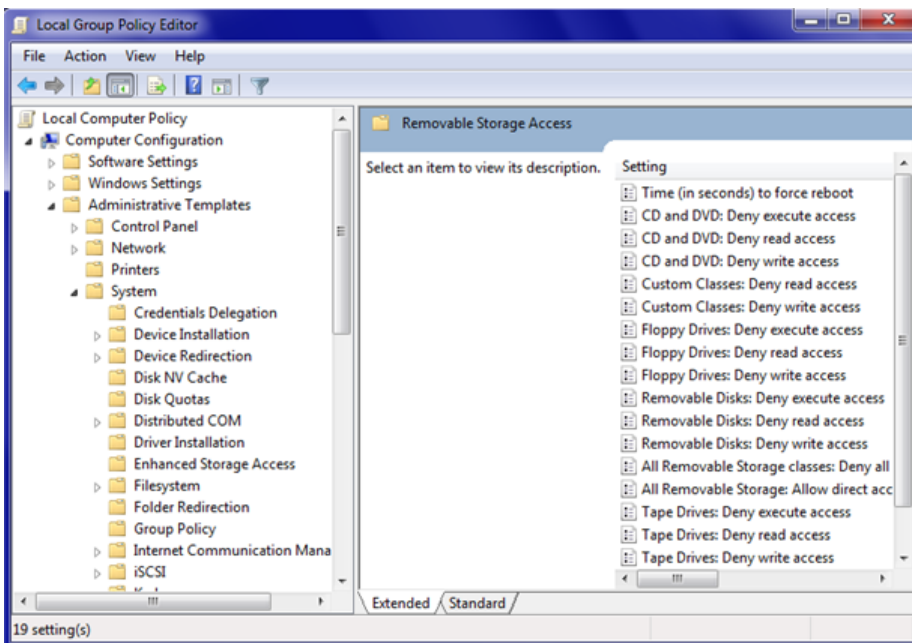 Local Group Policy Editor
File Action View Help
Local Computer Policy
Computer Configuration
Software Settings
Windows Settings
Administrative Templates
Control Panel
Network
Printers
System
Credentials Delegation
Device Installation
Device Redirection
Disk NV Cache
Disk Quotas
Distributed COM
Driver Installation
Enhanced Storage Access
Filesystem
Folder Redirection
Group Policy
Internet Communication Mana
iSCSI
Removable Storage Access
Select an item to view its description.
Setting
Time (in seconds) to force reboot
CD and DVD: Deny execute access
CD and DVD: Deny read access
CD and DVD: Deny write access
Custom Classes: Deny read access
Custom Classes: Deny write access
Floppy Drives: Deny execute access
Floppy Drives: Deny read access
Floppy Drives: Deny write access
Removable Disks: Deny execute access
Removable Disks: Deny read access
Removable Disks: Deny write access
All Removable Storage classes: Deny all
All Removable Storage: Allow direct acc
Tape Drives: Deny execute access
Tape Drives: Deny read access
Tape Drives: Deny write access
Extended Standard
19 setting(s)